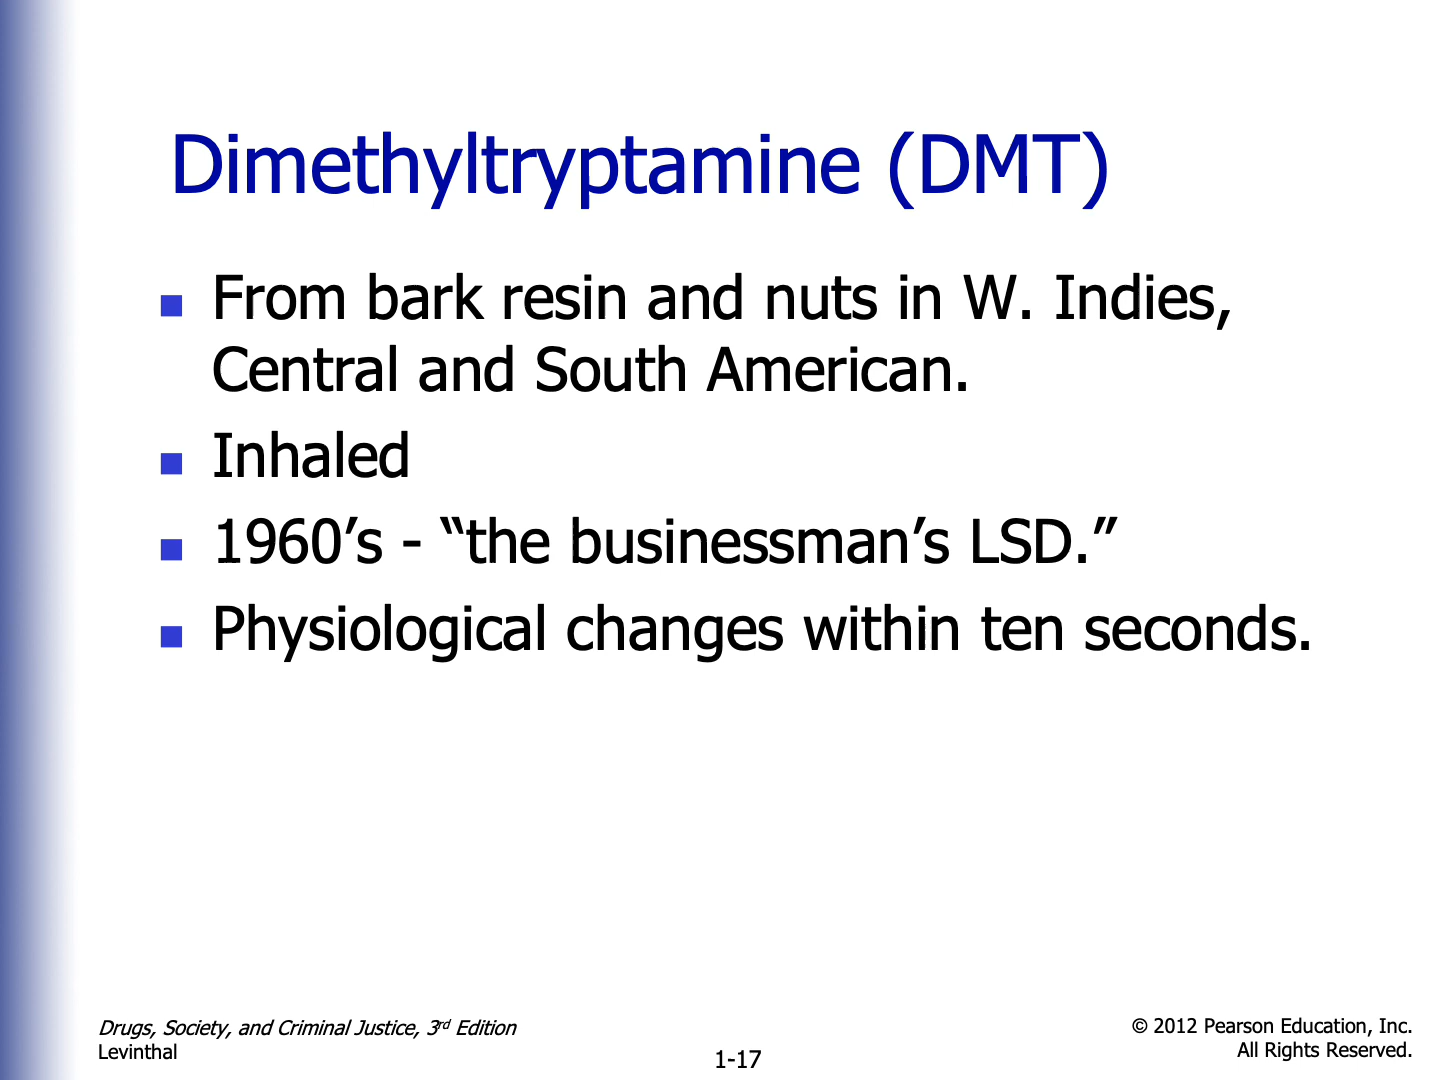 Dimethyltryptamine (DMT)
From bark resin and nuts in W. Indies,
Central and South American.
Inhaled
1960’s - “the businessman’s LSD.”
Physiological changes within ten seconds.
Drugs, Society, and Criminal Justice, 3rd Edition
Levinthal
1-17
© 2012 Pearson Education, Inc.
All Rights Reserved.